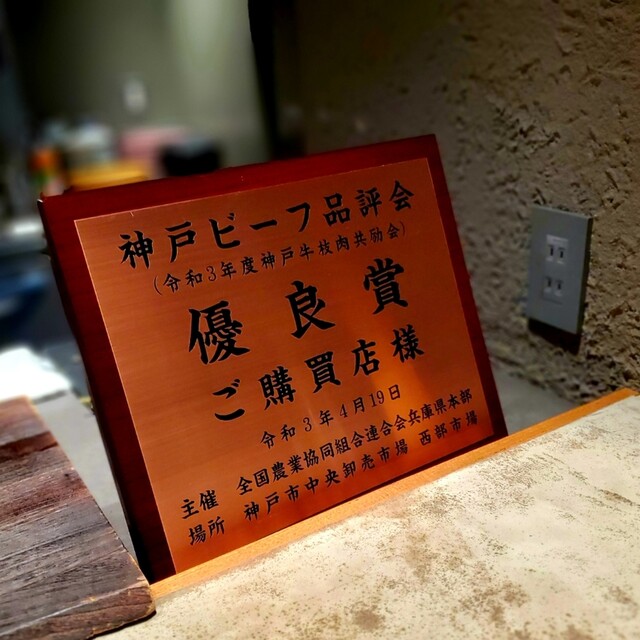 神戸ビーフ品評会
(令和3年度神戸牛枝肉共励会)
優良賞
ご購買店様
令和3年4月19日
主催 全国農業協同組合連合会兵庫県本部
場所 神戸市中央卸売市場 西部市場